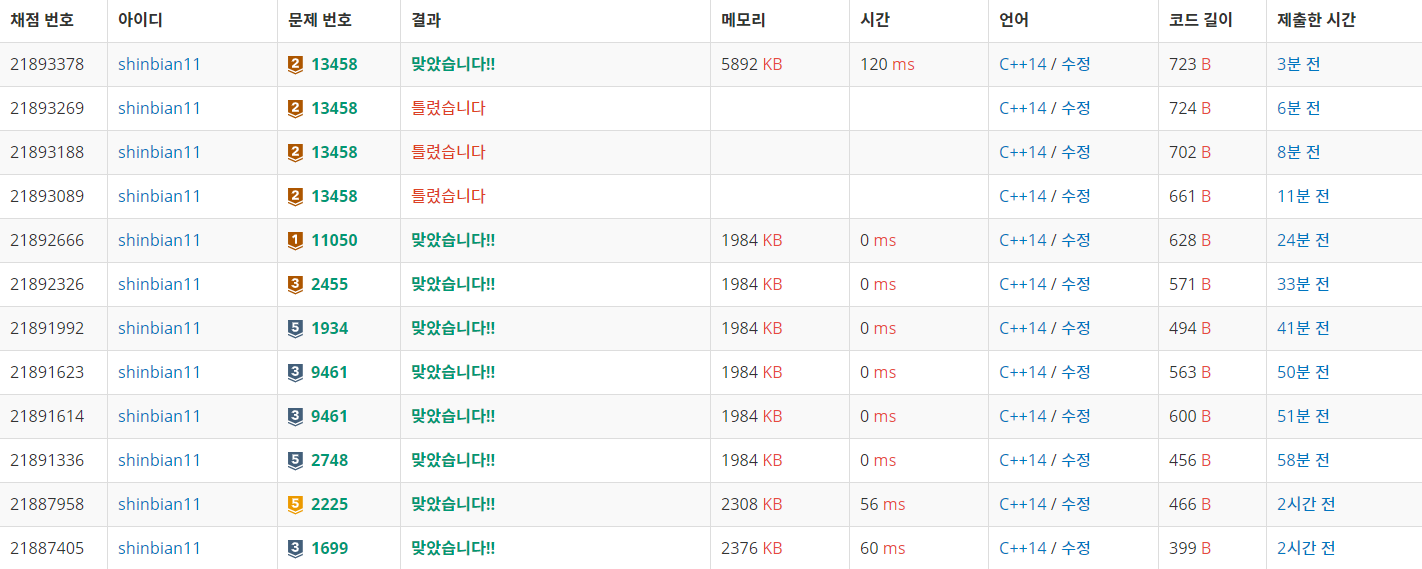 채점 번호 아이디 문제 번호 결과 메모리 시간 언어 코드 길이 제출한 시간
21893378 shinbian11 2 13458 맞았습니다!! 5892 KB 120 ms C++14 / 수정 723 B 3분 전
21893269 shinbian11 2 13458 틀렸습니다 C++14 / 수정 724 B 6분 전
21893188 shinbian11 2 13458 틀렸습니다 C++14 / 수정 702 B 8분 전
21893089 shinbian11 2 13458 틀렸습니다 C++14 / 수정 661 B 11분 전
21892666 shinbian11 1 11050 맞았습니다!! 1984 KB 0 ms C++14 / 수정 628 B 24분 전
21892326 shinbian11 3 2455 맞았습니다!! 1984 KB 0 ms C++14 / 수정 571 B 33분 전
21891992 shinbian11 5 1934 맞았습니다!! 1984 KB 0 ms C++14 / 수정 494 B 41분 전
21891623 shinbian11 3 9461 맞았습니다!! 1984 KB 0 ms C++14 / 수정 563 B 50분 전
21891614 shinbian11 3 9461 맞았습니다!! 1984 KB 0 ms C++14 / 수정 600 B 51분 전
21891336 shinbian11 5 2748 맞았습니다!! 1984 KB 0 ms C++14 / 수정 456 B 58분 전
21887958 shinbian11 5 2225 맞았습니다!! 2308 KB 56 ms C++14 / 수정 466 B 2시간 전
21887405 shinbian11 3 1699 맞았습니다!! 2376 KB 60 ms C++14 / 수정 399 B 2시간 전